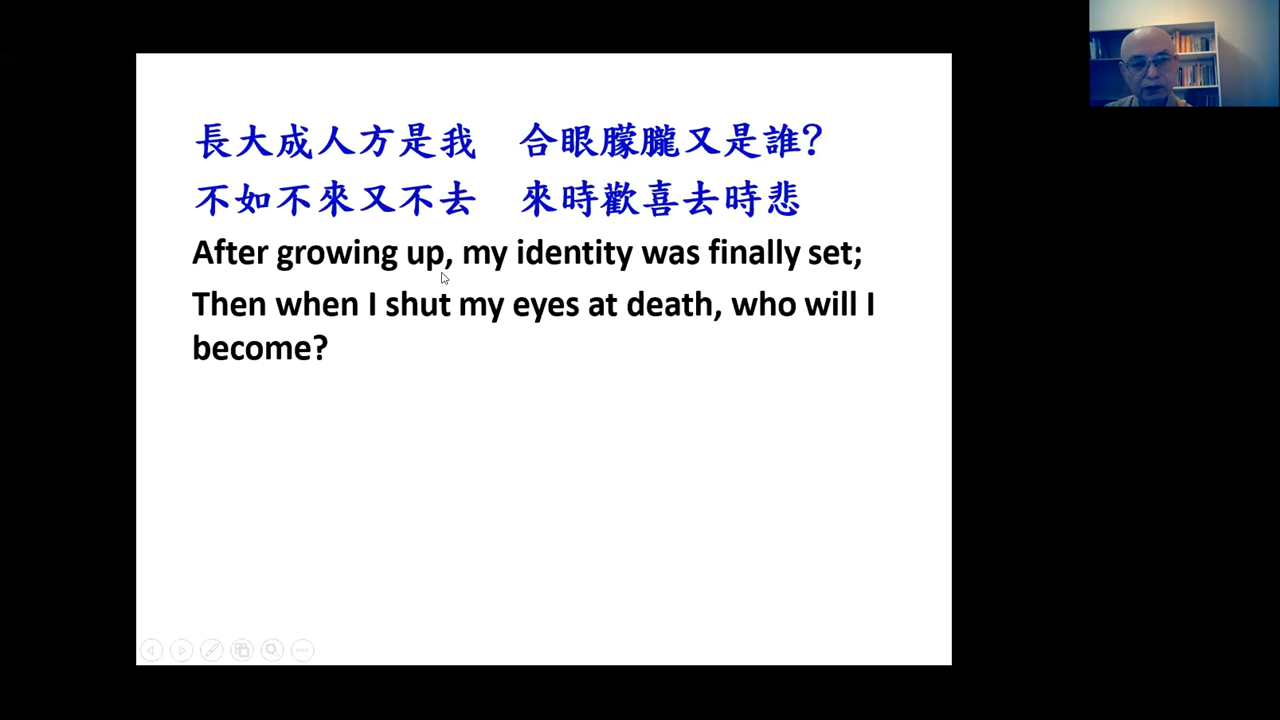 長大成人方是我　合眼朦朧又是誰？
不如不來又不去　來時歡喜去時悲
After growing up, my identity was finally set;
Then when I shut my eyes at death, who will I
become?